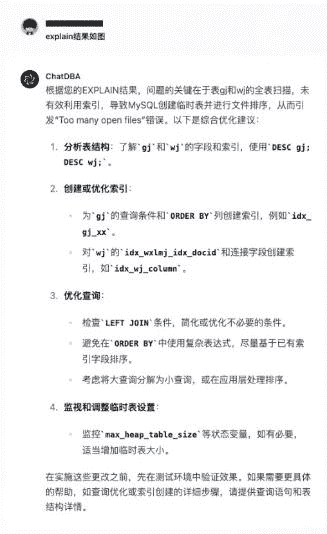 explain结果如图
ChatDBA
根据您的EXPLAIN结果，问题的关键在于表gj和wj的全表扫描，未
有效利用索引，导致MySQL创建临时表并进行文件排序，从而引
发"Too many open files"错误。以下是综合优化建议：
1. 分析表结构：了解`gj`和`wj`的字段和索引，使用`DESC gj;
DESC wj;`。
2. 创建或优化索引：
为`gj`的查询条件和`ORDER BY`列创建索引，例如`idx_
gj_xx`。
对`wj`的`idx_wxlmj_idx_docid`和连接字段创建索
引，如`idx_wj_column`。
3. 优化查询：
检查`LEFT JOIN`条件，简化或优化不必要的条件。
避免在`ORDER BY`中使用复杂表达式，尽量基于已有索
引字段排序。
考虑将大查询分解为小查询，或在应用层处理排序。
4. 监视和调整临时表设置：
监控`max_heap_table_size`等状态变量，如有必要，
适当增加临时表大小。
在实施这些更改之前，先在测试环境中验证效果。如果需要更具体
的帮助，如查询优化或索引创建的详细步骤，请提供查询语句和表
结构详情。